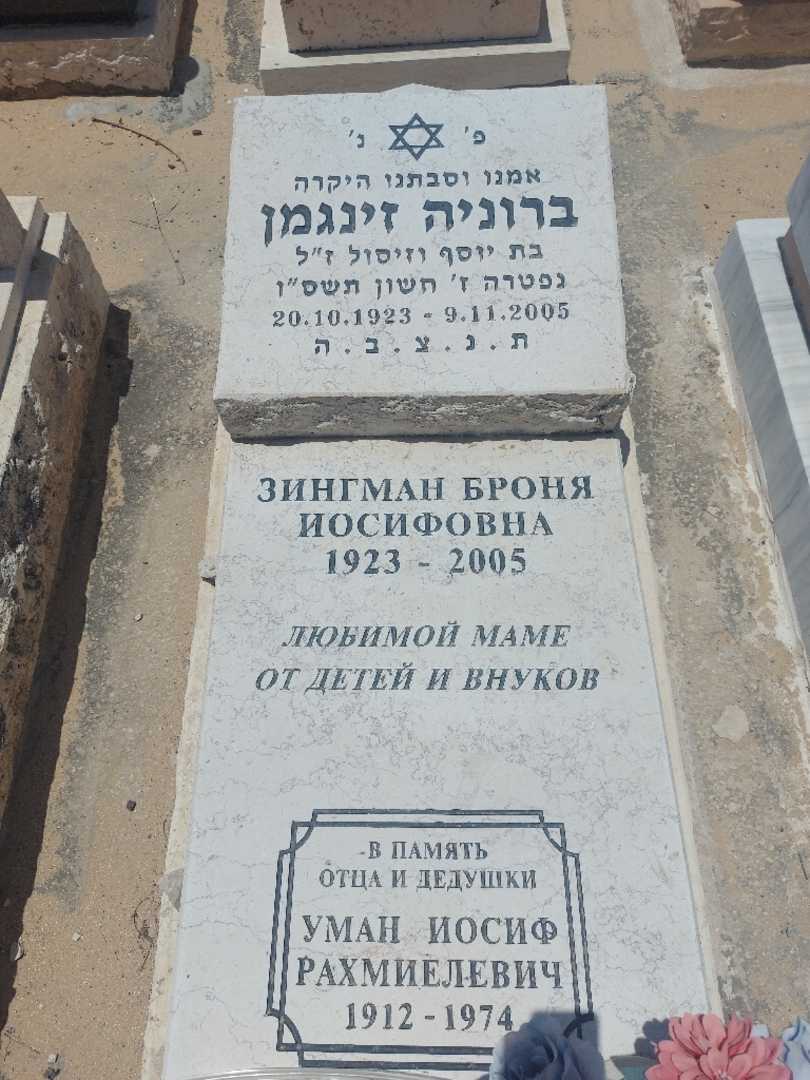 פ' נ'
אמנו וסבתנו היקרה
ברוניה זינגמן
בת יוסף וזיסול ז"ל
נפטרה ז' חשון תשס"ו
20.10.1923 - 9.11.2005
ת . נ . צ . ב . ה
ЗИНГМАН БРОНЯ
ИОСИФОВНА
1923 - 2005
ЛЮБИМОЙ МАМЕ
ОТ ДЕТЕЙ И ВНУКОВ
В ПАМЯТЬ
ОТЦА И ДЕДУШКИ
УМАН ИОСИФ
РАХМИЕЛЕВИЧ
1912 - 1974